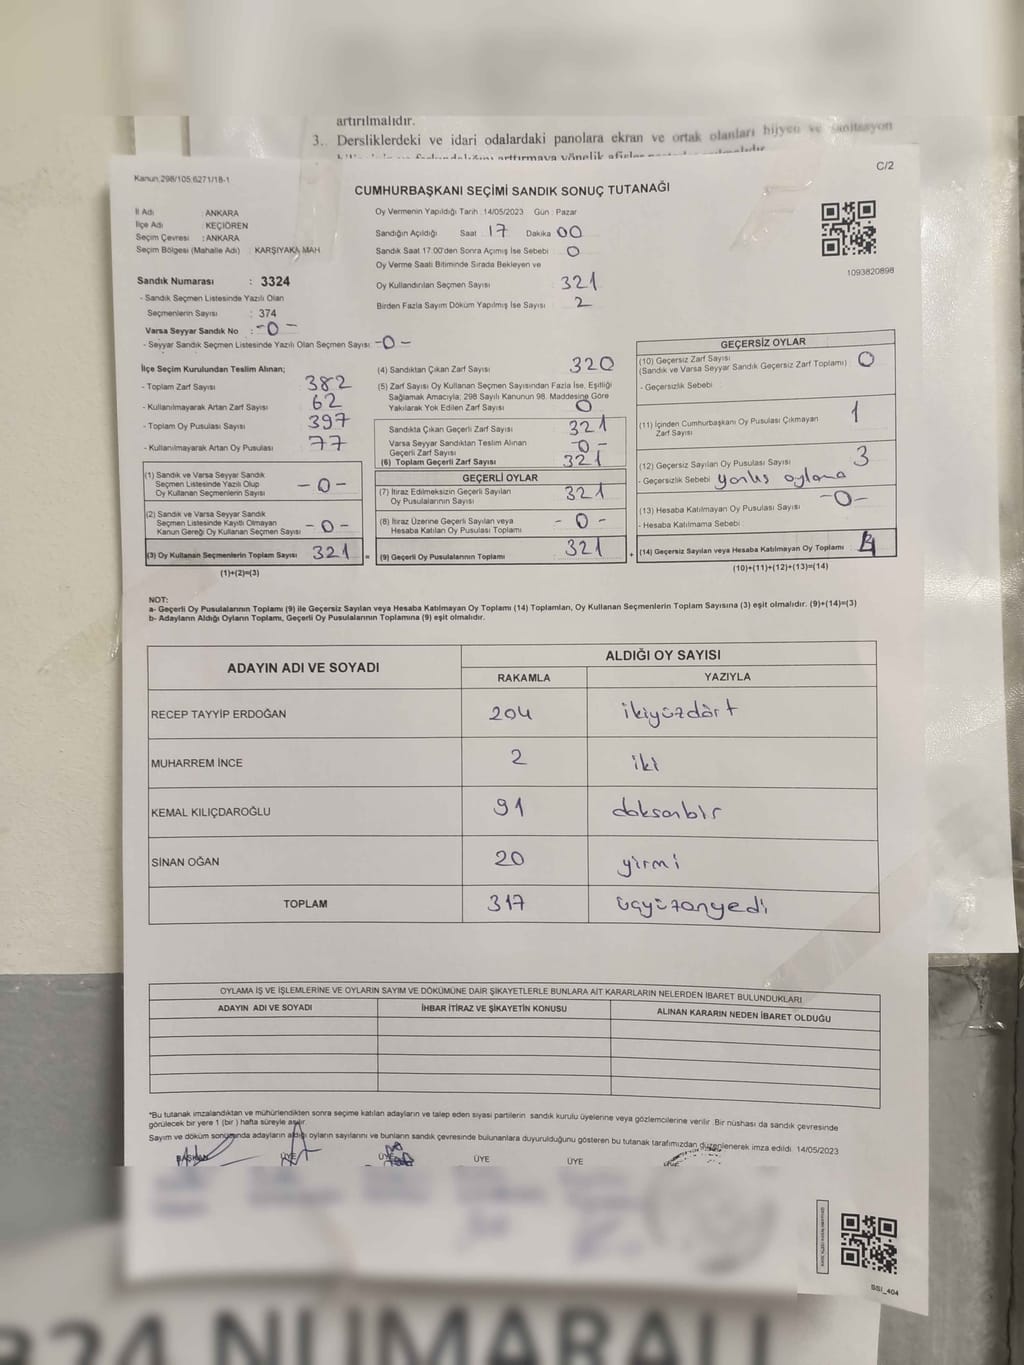 artırılmalıdır.
3. Dersliklerdeki ve idari odalardaki panolara ekran ve ortak olanları hijyen ve sanitasyon
C/2
Kanun:298/105;6271/18-1
CUMHURBAŞKANI SEÇİMİ SANDIK SONUÇ TUTANAĞI
İl Adı : ANKARA
İlçe Adı : KEÇİÖREN
Seçim Çevresi : ANKARA
Seçim Bölgesi (Mahalle Adı) : KARŞIYAKA MAH
Sandık Numarası : 3324
- Sandık Seçmen Listesinde Yazılı Olan
Seçmenlerin Sayısı : 374
Varsa Seyyar Sandık No : -0-
- Seyyar Sandık Seçmen Listesinde Yazılı Olan Seçmen Sayısı: -0-
Oy Vermenin Yapıldığı Tarih : 14/05/2023 Gün : Pazar
Sandığın Açıldığı Saat : 17 Dakika : 00
Sandık Saat 17:00'den Sonra Açımış İse Sebebi : 0
Oy Verme Saati Bitiminde Sırada Bekleyen ve
Oy Kullandırılan Seçmen Sayısı : 321
Birden Fazla Sayım Döküm Yapılmış İse Sayısı : 2
1093820898
İlçe Seçim Kurulundan Teslim Alınan;
- Toplam Zarf Sayısı : 382
- Kullanılmayarak Artan Zarf Sayısı : 62
- Toplam Oy Pusulası Sayısı : 397
- Kullanılmayarak Artan Oy Pusulası : 77
(1) Sandık ve Varsa Seyyar Sandık
Seçmen Listesinde Yazılı Olup
Oy Kullanan Seçmenlerin Sayısı -0-
(2) Sandık ve Varsa Seyyar Sandık
Seçmen Listesinde Kayıtlı Olmayan
Kanun Gereği Oy Kullanan Seçmen Sayısı -0-
(3) Oy Kullanan Seçmenlerin Toplam Sayısı 321 =
(1)+(2)=(3)
(4) Sandıktan Çıkan Zarf Sayısı 320
(5) Zarf Sayısı Oy Kullanan Seçmen Sayısından Fazla İse, Eşitliği
Sağlamak Amacıyla; 298 Sayılı Kanunun 98. Maddesine Göre
Yakılarak Yok Edilen Zarf Sayısı 0
Sandıkta Çıkan Geçerli Zarf Sayısı 321
Varsa Seyyar Sandıktan Teslim Alınan
Geçerli Zarf Sayısı -0-
(6) Toplam Geçerli Zarf Sayısı 321
GEÇERLİ OYLAR
(7) İtiraz Edilmeksizin Geçerli Sayılan
Oy Pusulalarının Sayısı 321
(8) İtiraz Üzerine Geçerli Sayılan veya
Hesaba Katılan Oy Pusulası Toplamı -0-
(9) Geçerli Oy Pusulalarının Toplamı 321 +
GEÇERSİZ OYLAR
(10) Geçersiz Zarf Sayısı
(Sandık ve Varsa Seyyar Sandık Geçersiz Zarf Toplamı) : 0
- Geçersizlik Sebebi
(11) İçinden Cumhurbaşkanı Oy Pusulası Çıkmayan
Zarf Sayısı 1
(12) Geçersiz Sayılan Oy Pusulası Sayısı : 3
- Geçersizlik Sebebi : yanlış oylama
(13) Hesaba Katılmayan Oy Pusulası Sayısı : -0-
- Hesaba Katılmama Sebebi :
(14) Geçersiz Sayılan veya Hesaba Katılmayan Oy Toplamı : 4
(10)+(11)+(12)+(13)=(14)
NOT:
a- Geçerli Oy Pusulalarının Toplamı (9) ile Geçersiz Sayılan veya Hesaba Katılmayan Oy Toplamı (14) Toplamları, Oy Kullanan Seçmenlerin Toplam Sayısına (3) eşit olmalıdır. (9)+(14)=(3)
b- Adayların Aldığı Oyların Toplamı, Geçerli Oy Pusulalarının Toplamına (9) eşit olmalıdır.
ADAYIN ADI VE SOYADI ALDIĞI OY SAYISI
RAKAMLA YAZIYLA
RECEP TAYYİP ERDOĞAN 204 ikiyüzdört
MUHARREM İNCE 2 iki
KEMAL KILIÇDAROĞLU 91 doksanbir
SİNAN OĞAN 20 yirmi
TOPLAM 317 üçyüzonyedi
OYLAMA İŞ VE İŞLEMLERİNE VE OYLARIN SAYIM VE DÖKÜMÜNE DAİR ŞİKAYETLERLE BUNLARA AİT KARARLARIN NELERDEN İBARET BULUNDUKLARI
ADAYIN ADI VE SOYADI İHBAR İTİRAZ VE ŞİKAYETİN KONUSU ALINAN KARARIN NEDEN İBARET OLDUĞU
*Bu tutanak imzalandıktan ve mühürlendikten sonra seçime katılan adayların ve talep eden siyasi partilerin sandık kurulu üyelerine veya gözlemcilerine verilir. Bir nüshası da sandık çevresinde
görülecek bir yere 1 (bir) hafta süreyle asılır.
Sayım ve döküm sonucunda adayların aldığı oyların sayılarını ve bunların sandık çevresinde bulunanlara duyurulduğunu gösteren bu tutanak tarafımızdan düzenlenerek imza edildi. 14/05/2023
BAŞKAN ÜYE ÜYE ÜYE ÜYE
SSI_404
324 NUMARALI